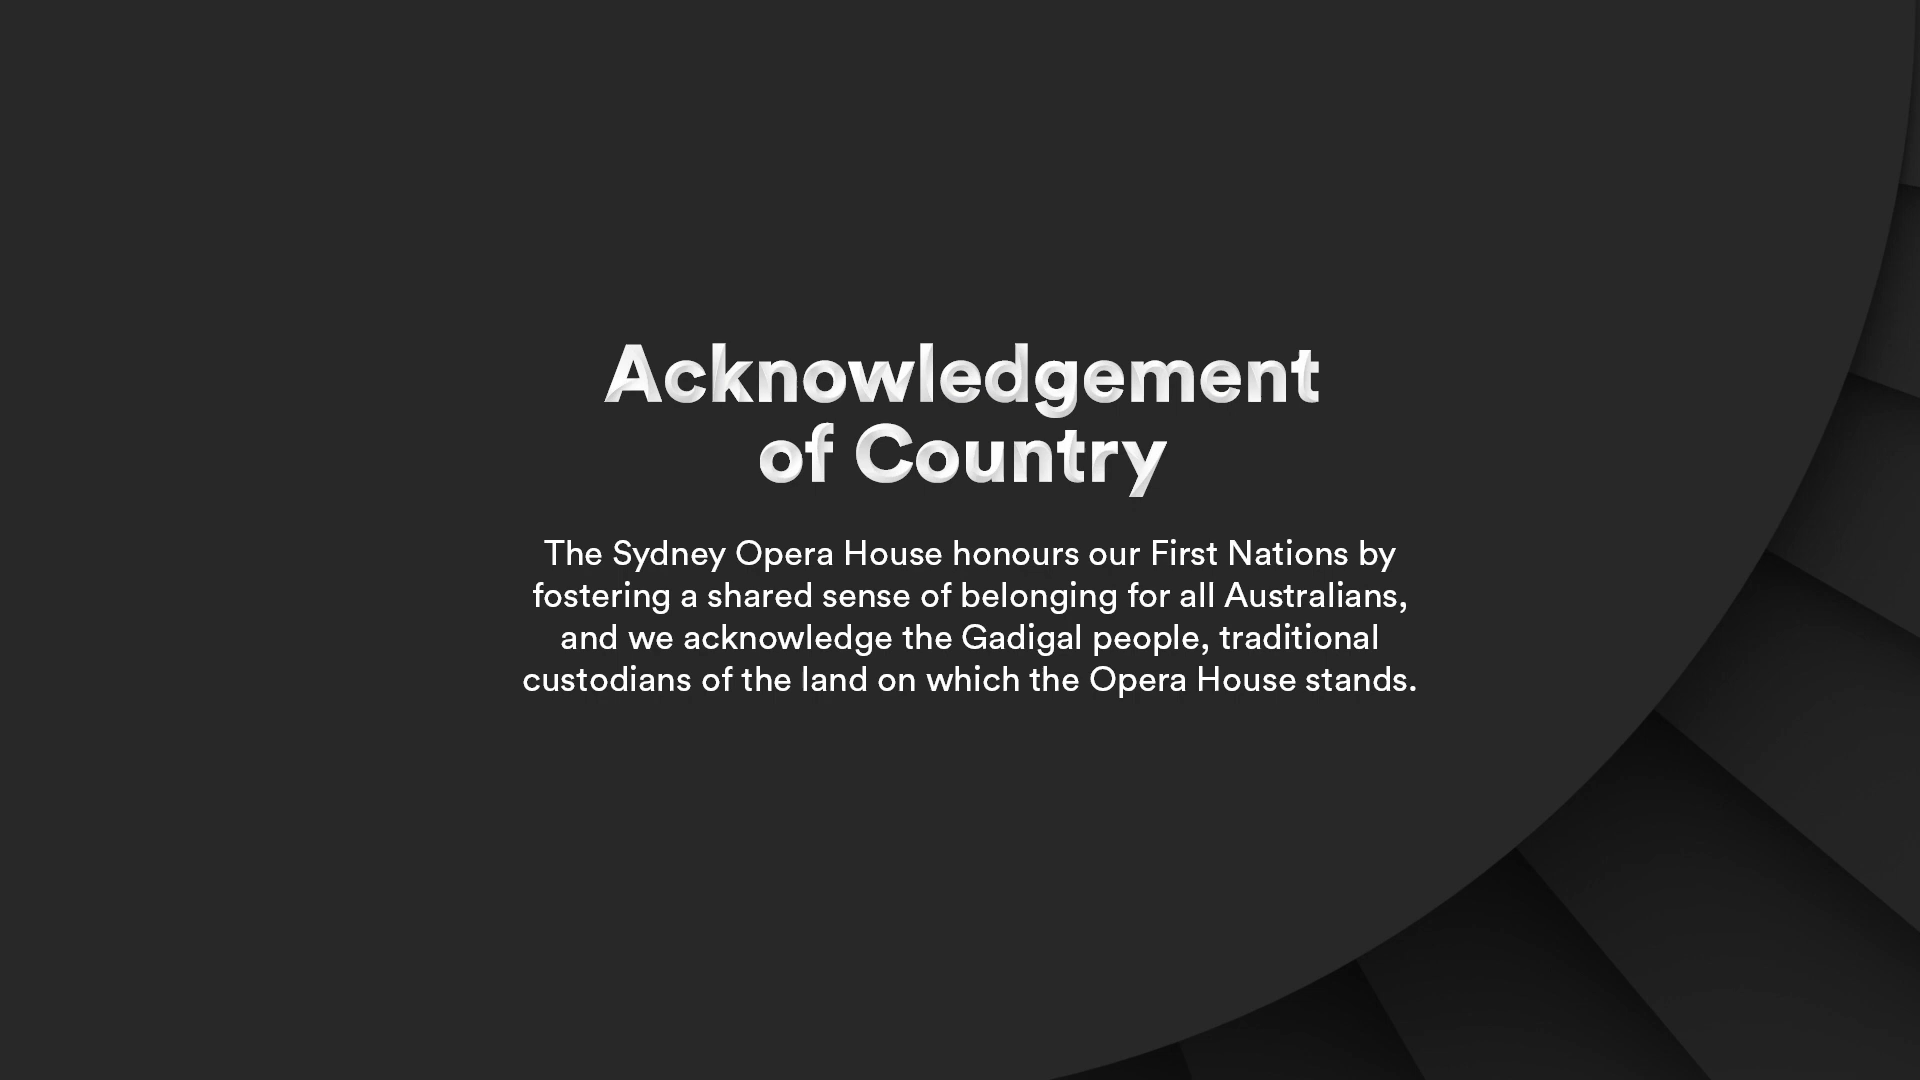 Acknowledgement
of Country
The Sydney Opera House honours our First Nations by
fostering a shared sense of belonging for all Australians,
and we acknowledge the Gadigal people, traditional
custodians of the land on which the Opera House stands.